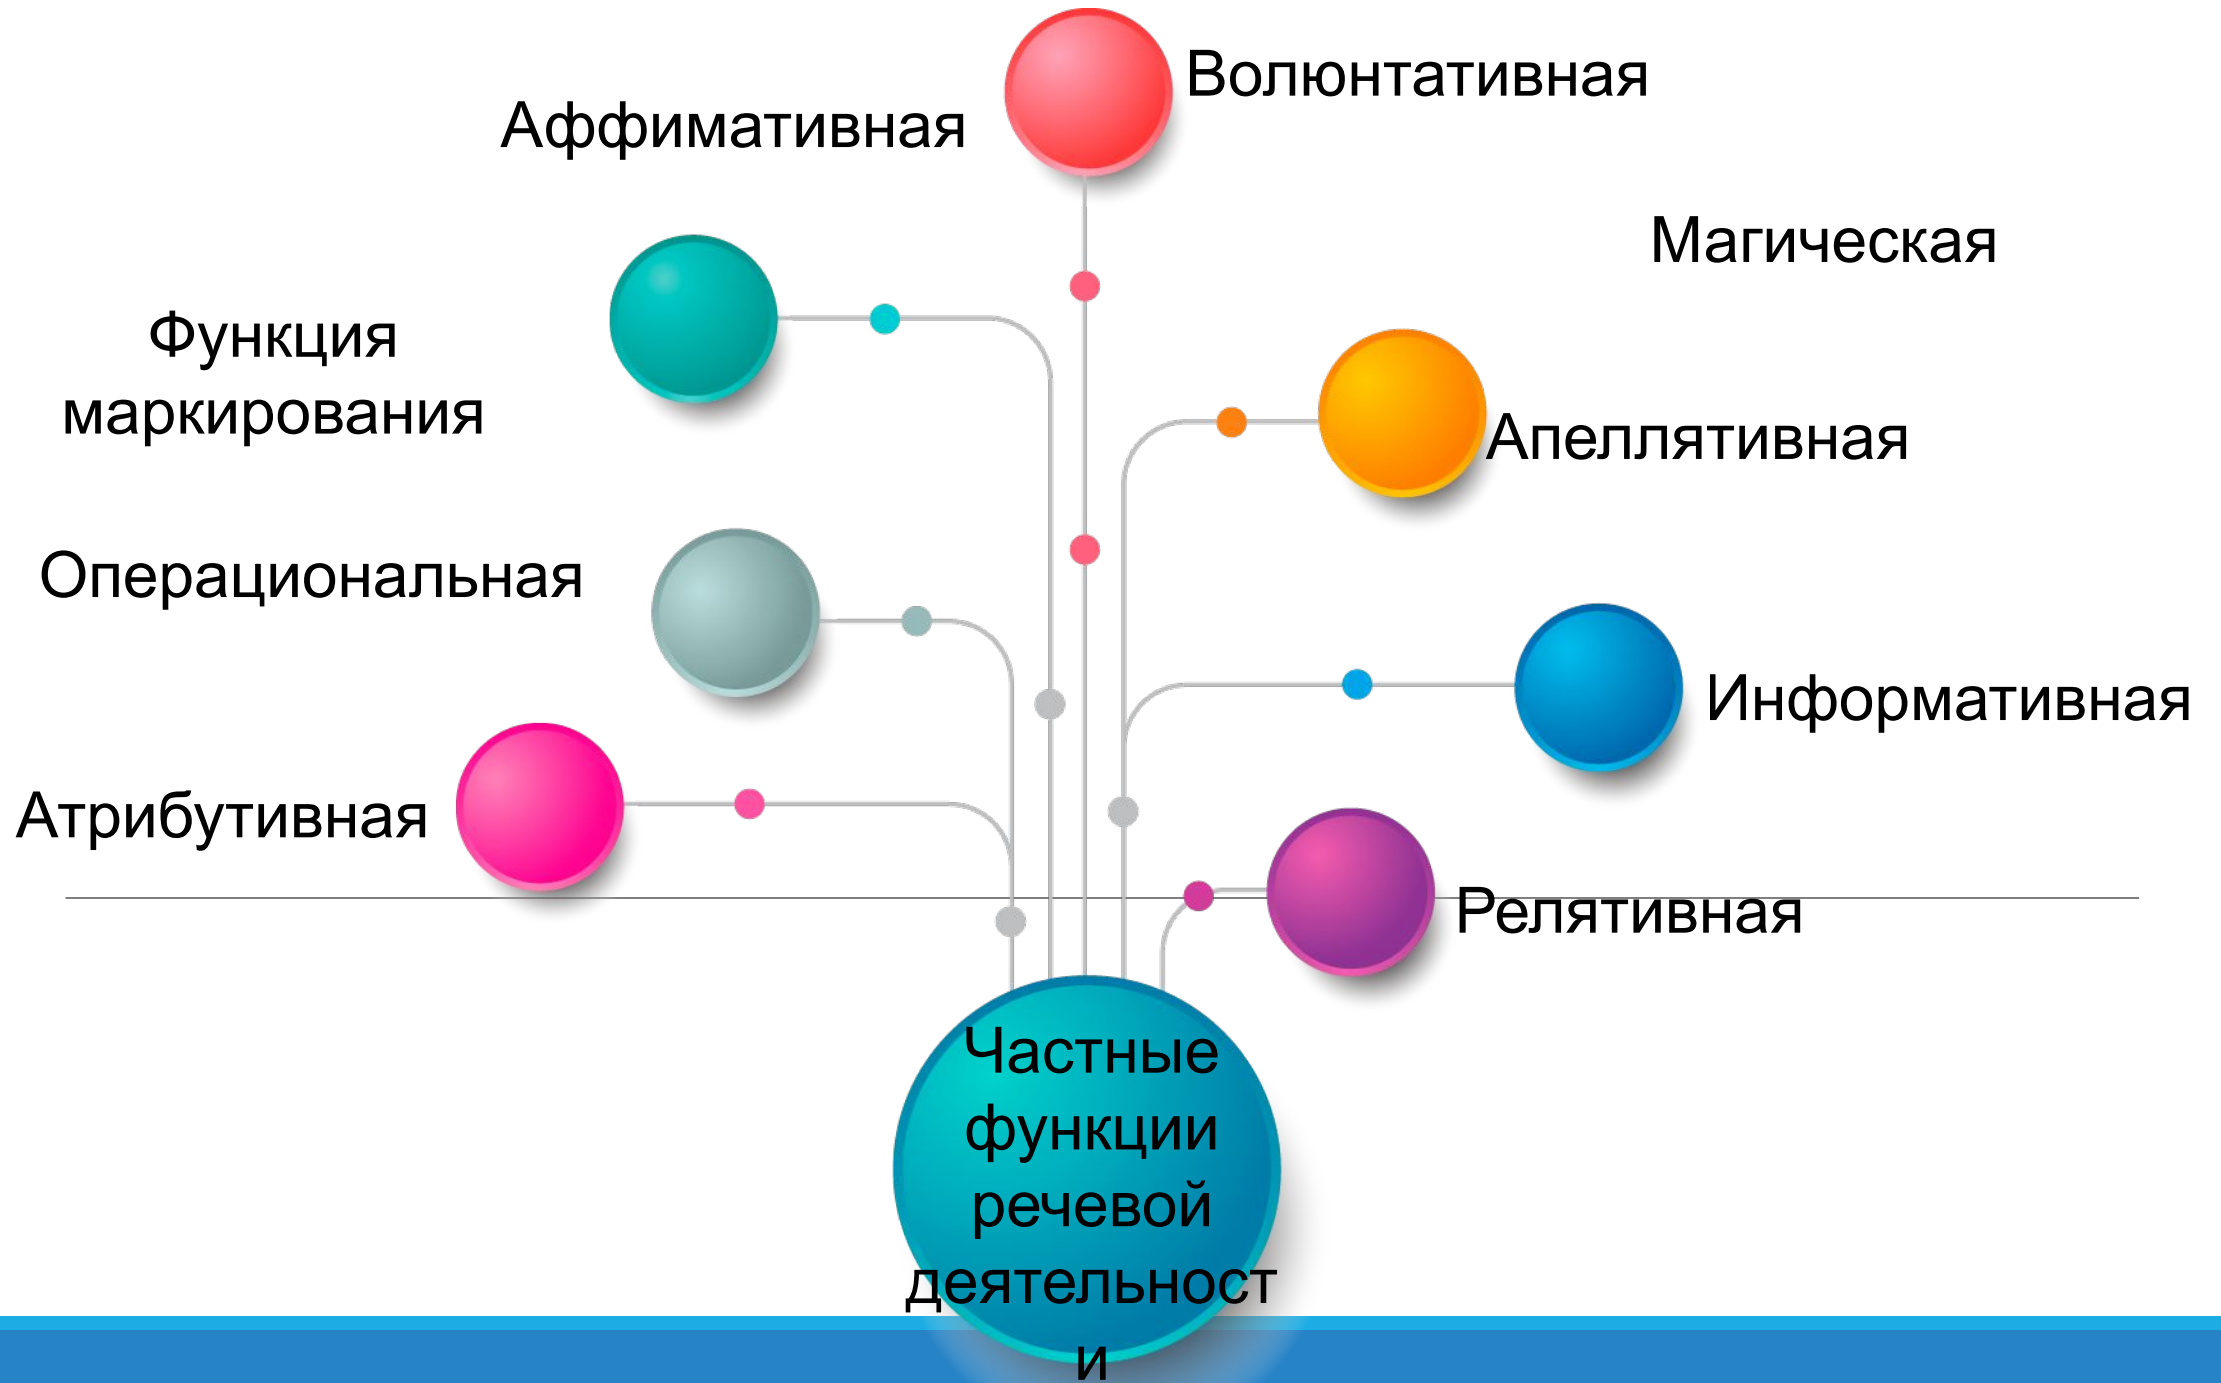 Волюнтативная
Аффимативная
Магическая
Функция
маркирования
Апеллятивная
Операциональная
Информативная
Атрибутивная
Релятивная
Частные
функции
речевой
деятельност
и